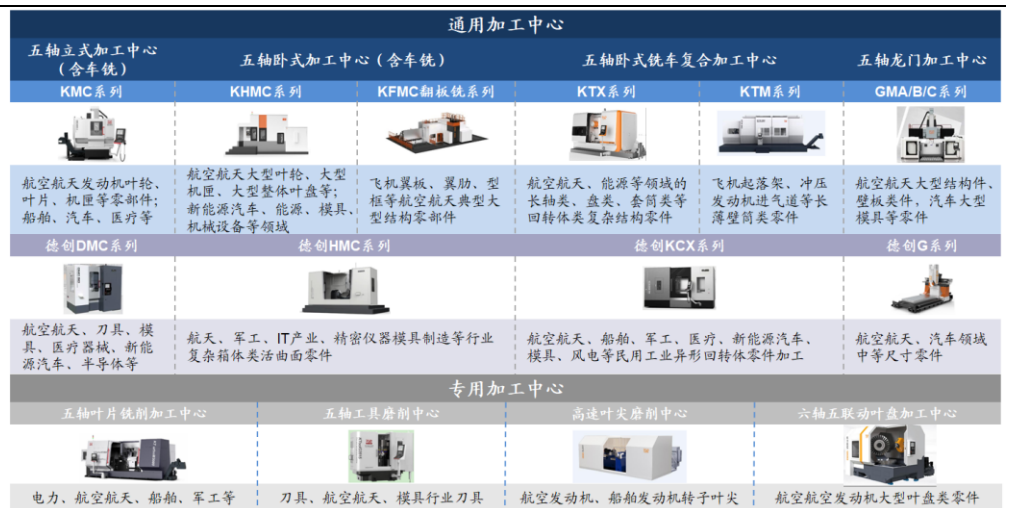 通用加工中心
五轴立式加工中心
（含车铣）
五轴卧式加工中心（含车铣）
五轴卧式铣车复合加工中心
五轴龙门加工中心
KMC系列
KHMC系列
KFMC翻板铣系列
KTX系列
KTM系列
GMA/B/C系列
航空航天发动机叶轮、
叶片、机匣等零部件；
船舶、汽车、医疗等
航空航天大型叶轮、大型
机匣、大型整体叶盘等；
新能源汽车、能源、模具、
机械设备等领域
飞机翼板、翼肋、型
框等航空航天典型大
型结构零部件
航空航天、能源等领域的
长轴类、盘类、套筒类等
回转体类复杂结构零件
飞机起落架、冲压
发动机进气道等长
薄壁筒类零件
航空航天大型结构件、
壁板类件，汽车大型
模具等零件
德创DMC系列
德创HMC系列
德创KCX系列
德创G系列
航空航天、刀具、模
具、医疗器械、新能
源汽车、半导体等
航天、军工、IT产业、精密仪器模具制造等行业
复杂箱体类活曲面零件
航空航天、船舶、军工、医疗、新能源汽车、
模具、风电等民用工业异形回转体零件加工
航空航天、汽车领域
中等尺寸零件
专用加工中心
五轴叶片铣削加工中心
五轴工具磨削中心
高速叶尖磨削中心
六轴五联动叶盘加工中心
电力、航空航天、船舶、军工等
刀具、航空航天、模具行业刀具
航空发动机、船舶发动机转子叶尖
航空航空发动机大型叶盘类零件